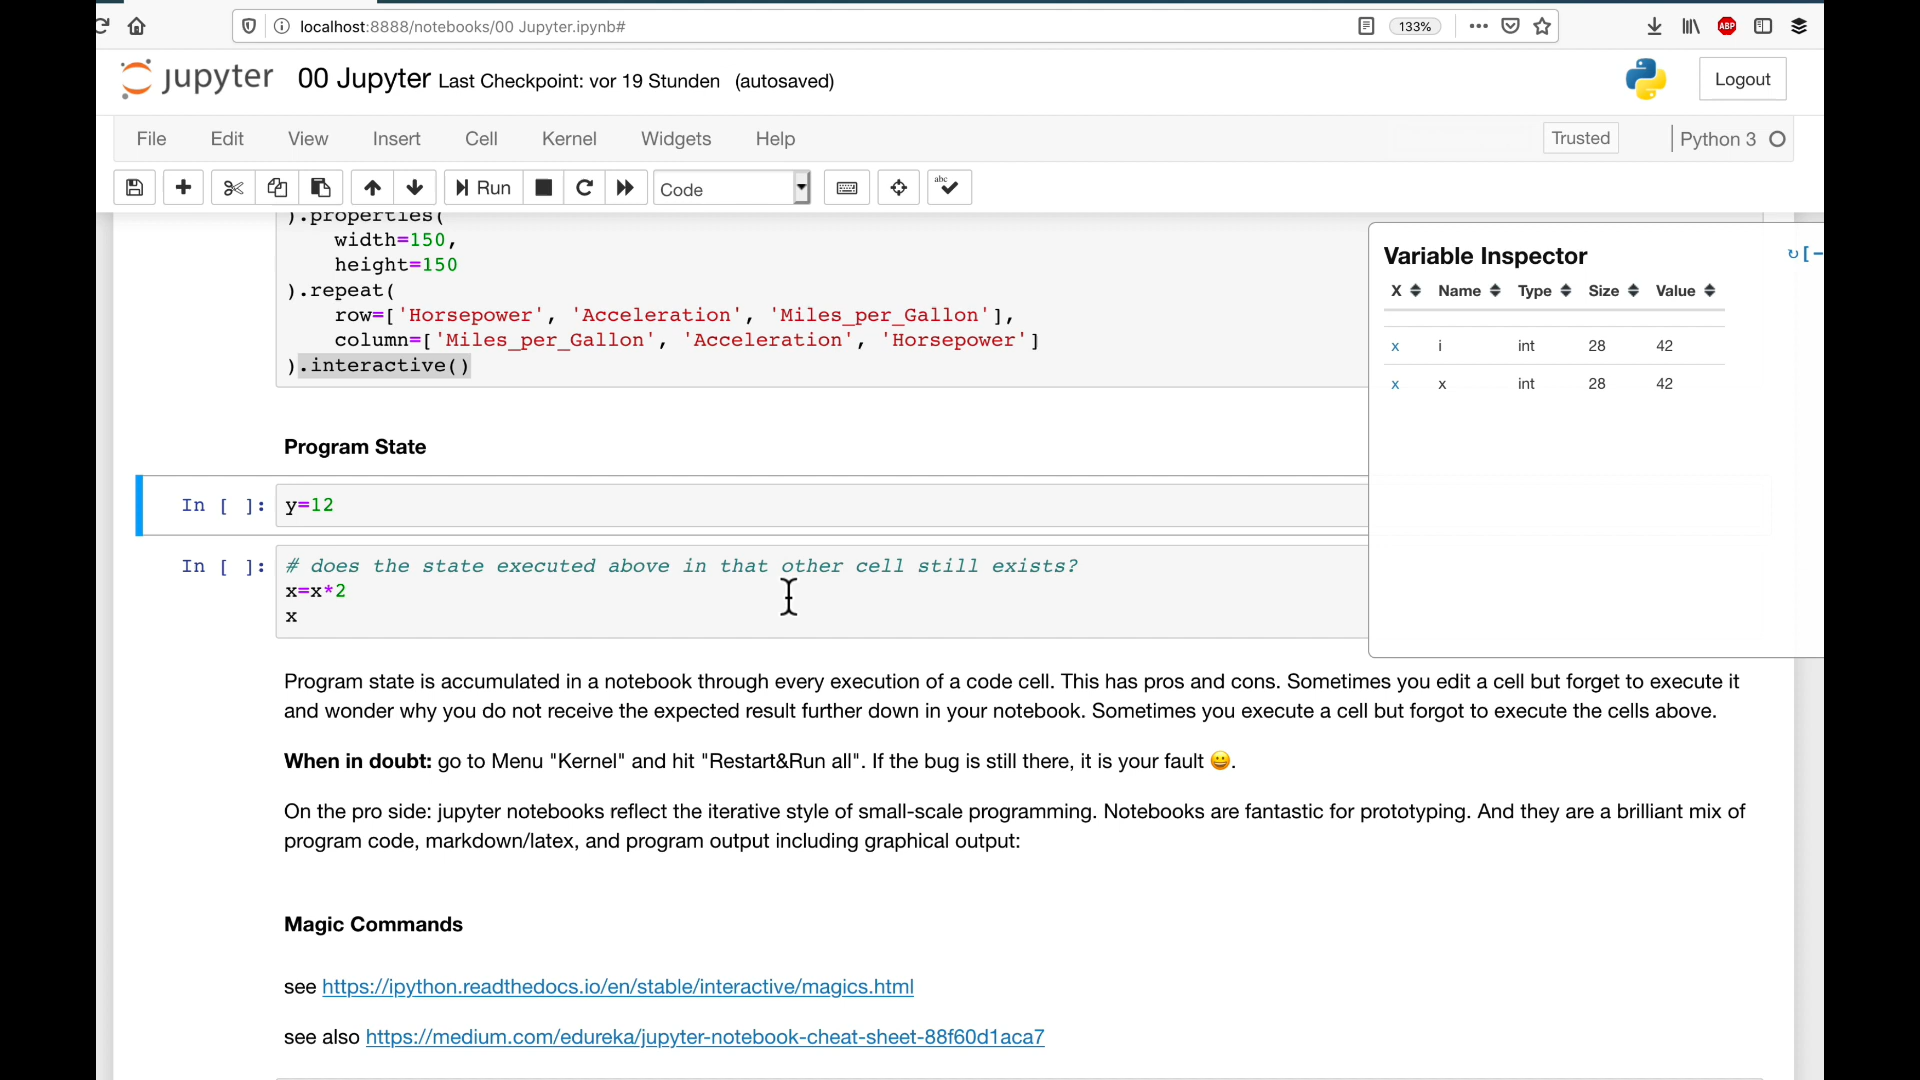 localhost:8888/notebooks/00 Jupyter.ipynb#
133%
ABP
jupyter 00 Jupyter Last Checkpoint: vor 19 Stunden (autosaved)
Logout
File Edit View Insert Cell Kernel Widgets Help
Trusted
Python 3
Run
Code
abc
).properties(
width=150,
height=150
).repeat(
row=['Horsepower', 'Acceleration', 'Miles_per_Gallon'],
column=['Miles_per_Gallon', 'Acceleration', 'Horsepower']
).interactive()
Variable Inspector
[-
X Name Type Size Value
x i int 28 42
x x int 28 42
Program State
In [ ]: y=12
In [ ]: # does the state executed above in that other cell still exists?
x=x*2
x
Program state is accumulated in a notebook through every execution of a code cell. This has pros and cons. Sometimes you edit a cell but forget to execute it
and wonder why you do not receive the expected result further down in your notebook. Sometimes you execute a cell but forgot to execute the cells above.
When in doubt: go to Menu "Kernel" and hit "Restart&Run all". If the bug is still there, it is your fault 😀.
On the pro side: jupyter notebooks reflect the iterative style of small-scale programming. Notebooks are fantastic for prototyping. And they are a brilliant mix of
program code, markdown/latex, and program output including graphical output:
Magic Commands
see https://ipython.readthedocs.io/en/stable/interactive/magics.html
see also https://medium.com/edureka/jupyter-notebook-cheat-sheet-88f60d1aca7